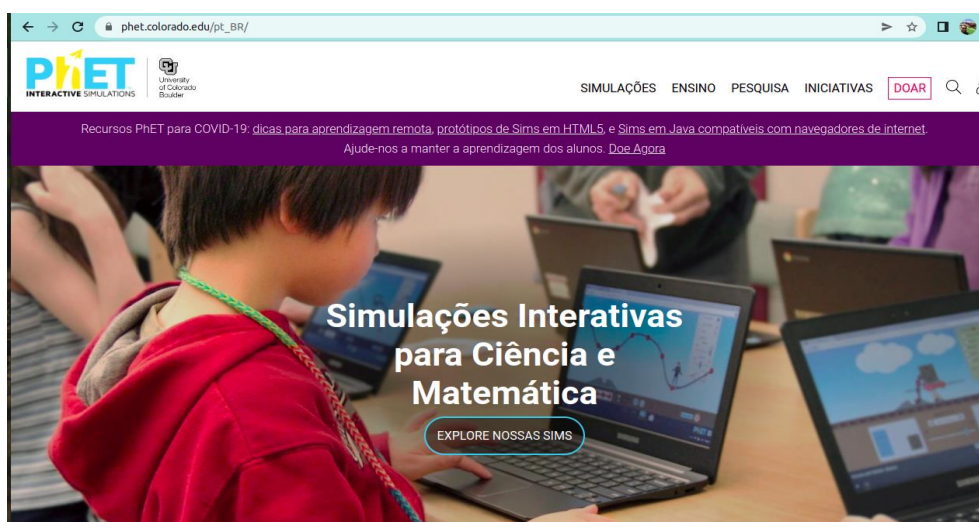 phet.colorado.edu/pt_BR/
PhET
INTERACTIVE SIMULATIONS
University
of Colorado
Boulder
SIMULAÇÕES ENSINO PESQUISA INICIATIVAS DOAR
Recursos PhET para COVID-19: dicas para aprendizagem remota, protótipos de Sims em HTML5, e Sims em Java compatíveis com navegadores de internet.
Ajude-nos a manter a aprendizagem dos alunos. Doe Agora
Simulações Interativas
para Ciência e
Matemática
EXPLORE NOSSAS SIMS